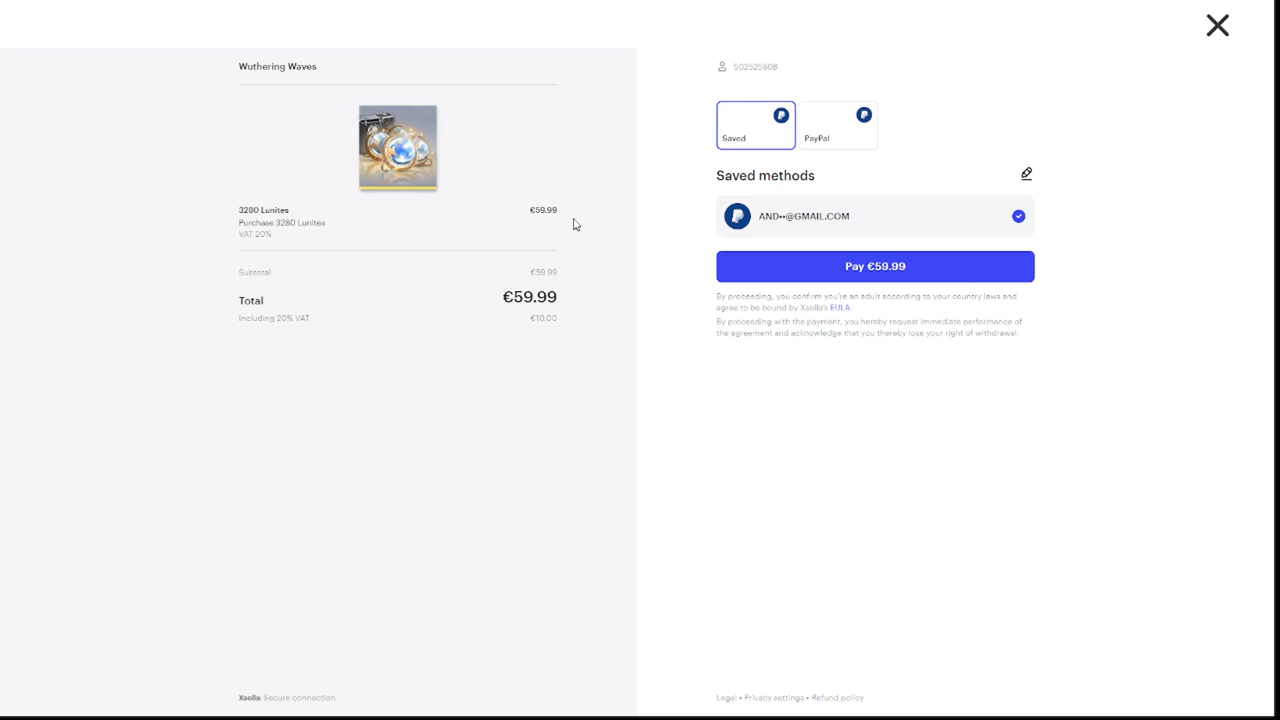 Wuthering Waves
3280 Lunites €59.99
Purchase 3280 Lunites
VAT 20%
Subtotal €59.99
Total €59.99
Including 20% VAT €10.00
Xsolla Secure connection
502525808
Saved
PayPal
Saved methods
AND••@GMAIL.COM
Pay €59.99
By proceeding, you confirm you're an adult according to your country laws and
agree to be bound by Xsolla's EULA.
By proceeding with the payment, you hereby request immediate performance of
the agreement and acknowledge that you thereby lose your right of withdrawal.
Legal • Privacy settings • Refund policy